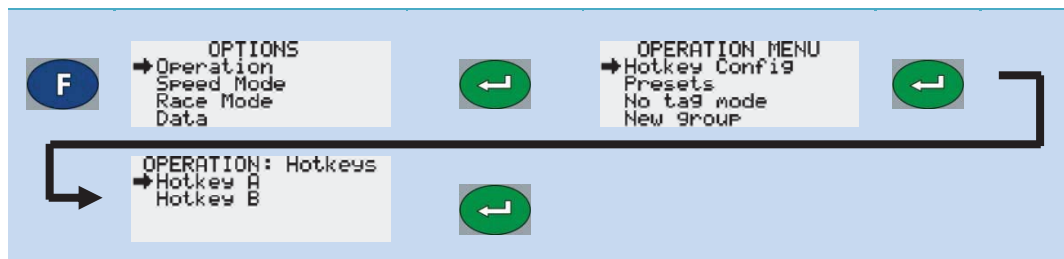 F
OPTIONS
Operation
Speed Mode
Race Mode
Data
OPERATION MENU
Hotkey Config
Presets
No tag mode
New group
OPERATION: Hotkeys
Hotkey A
Hotkey B